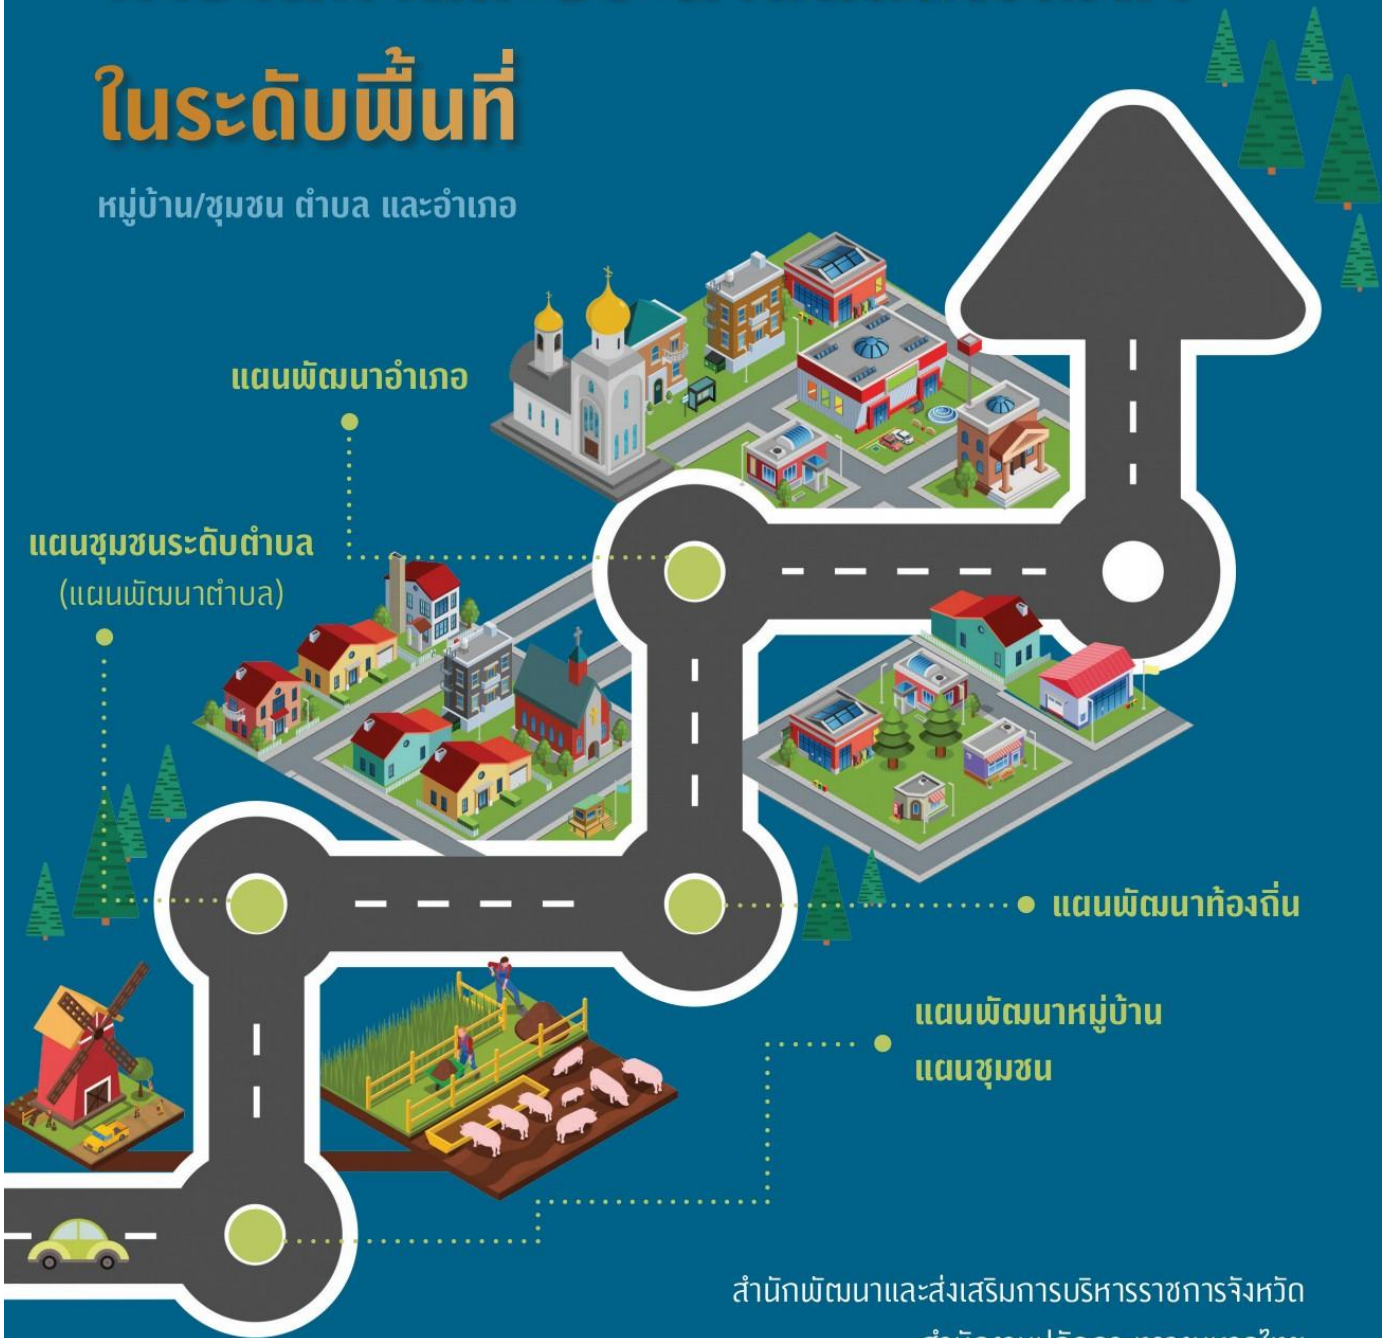 ในระดับพื้นที่
หมู่บ้าน/ชุมชน ตำบล และอำเภอ
แผนพัฒนาอำเภอ
แผนชุมชนระดับตำบล
(แผนพัฒนาตำบล)
แผนพัฒนาท้องถิ่น
แผนพัฒนาหมู่บ้าน
แผนชุมชน
สำนักพัฒนาและส่งเสริมการบริหารราชการจังหวัด